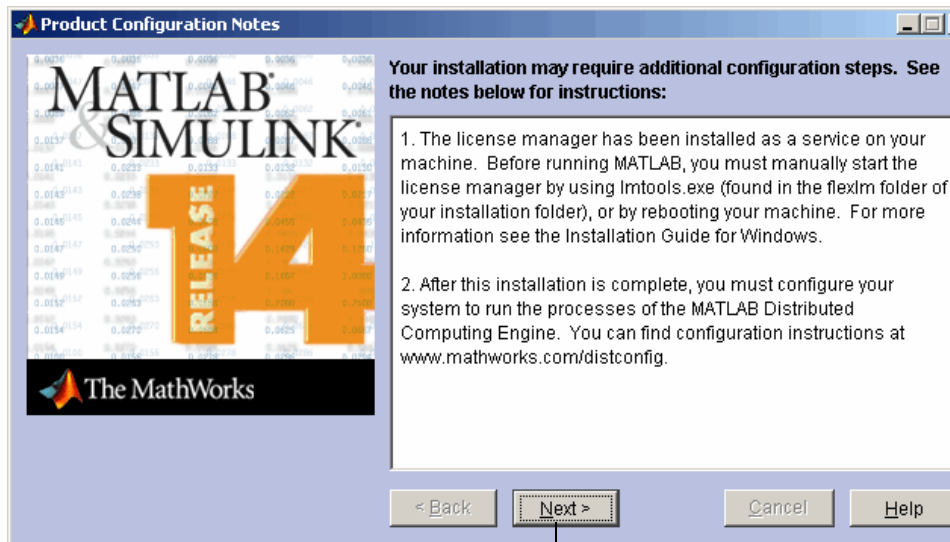 Product Configuration Notes
MATLAB®
& SIMULINK®
RELEASE
14
The MathWorks
Your installation may require additional configuration steps. See
the notes below for instructions:
1. The license manager has been installed as a service on your
machine. Before running MATLAB, you must manually start the
license manager by using lmtools.exe (found in the flexlm folder of
your installation folder), or by rebooting your machine. For more
information see the Installation Guide for Windows.
2. After this installation is complete, you must configure your
system to run the processes of the MATLAB Distributed
Computing Engine. You can find configuration instructions at
www.mathworks.com/distconfig.
< Back
Next >
Cancel
Help